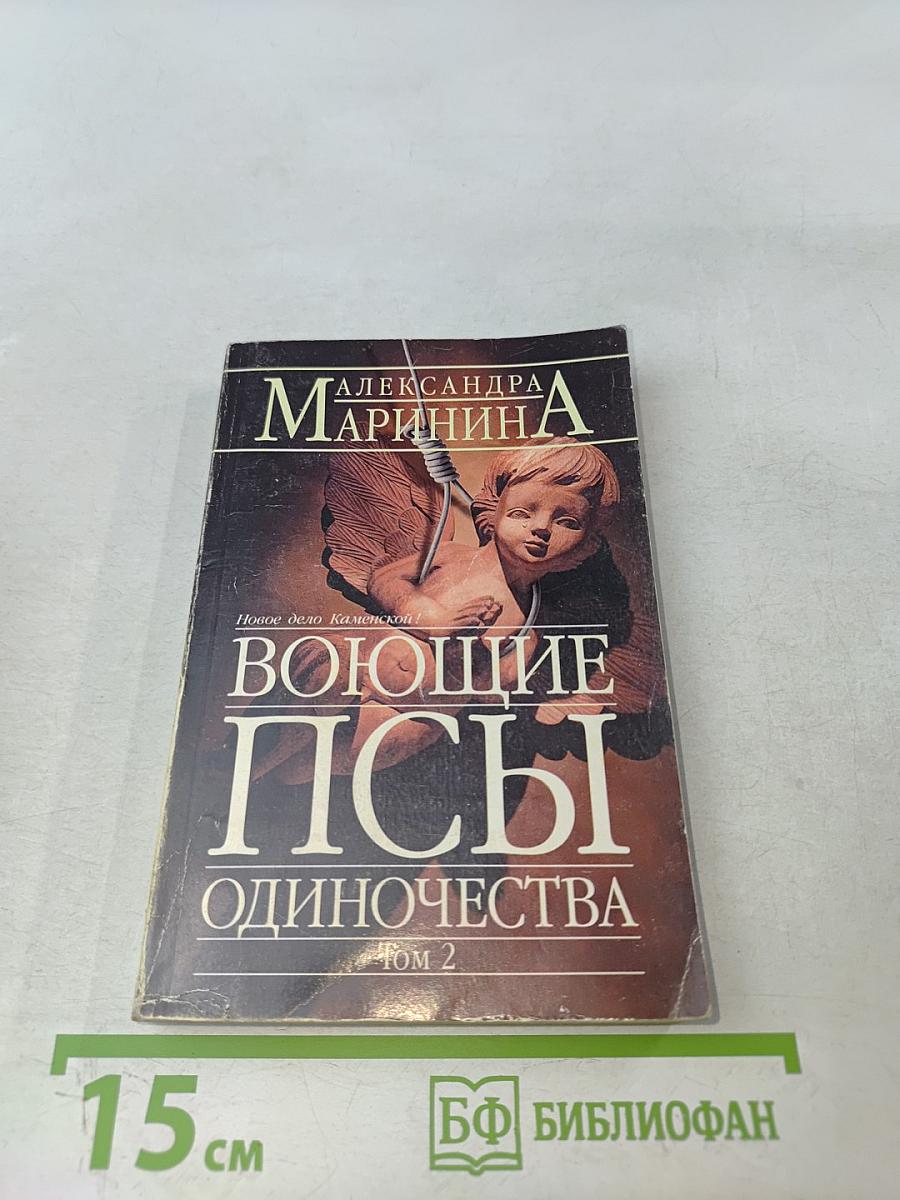 АЛЕКСАНДРА
МАРИНИНА
Новое дело Каменской!
ВОЮЩИЕ
ПСЫ
ОДИНОЧЕСТВА
Том 2
15 см
БФ БИБЛИОФАН